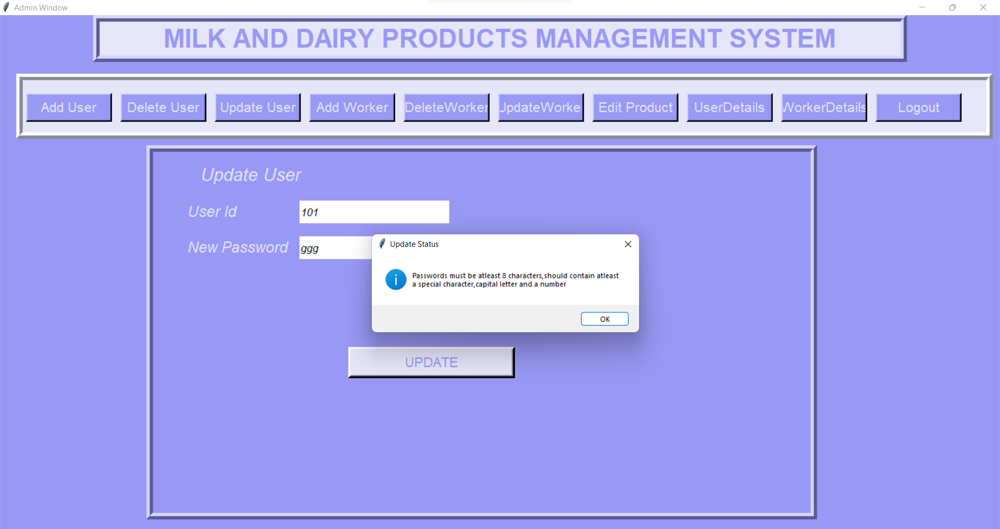 Admin Window
MILK AND DAIRY PRODUCTS MANAGEMENT SYSTEM
Add User
Delete User
Update User
Add Worker
DeleteWorker
UpdateWorke
Edit Product
UserDetails
WorkerDetails
Logout
Update User
User Id
101
New Password
ggg
Update Status
Passwords must be atleast 8 characters,should contain atleast
a special character,capital letter and a number
OK
UPDATE